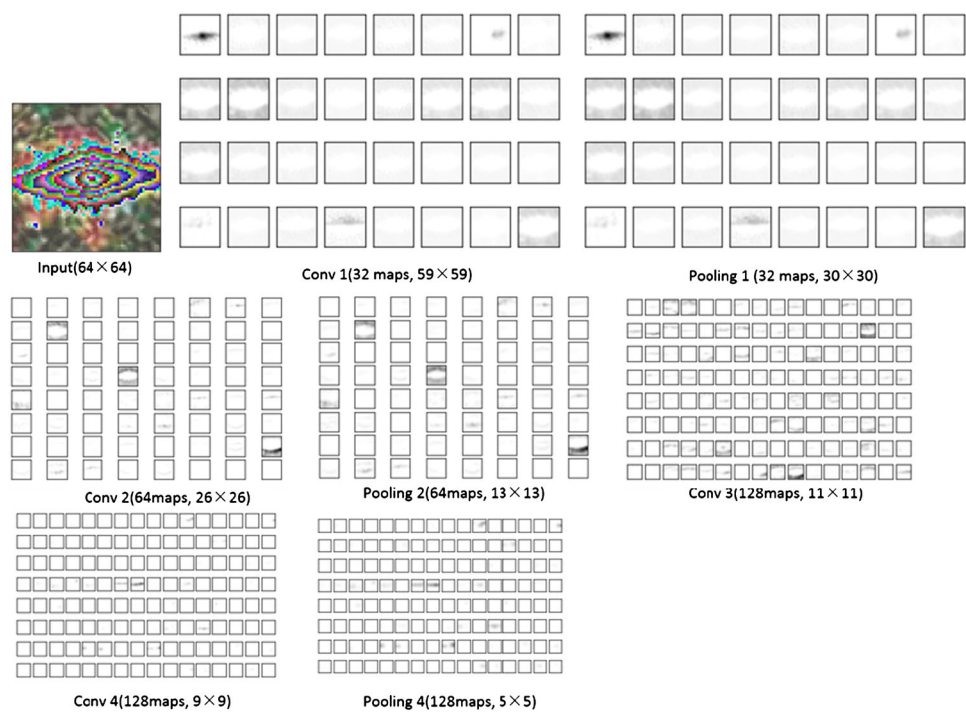 Input(64×64)
Conv 1(32 maps, 59×59)
Pooling 1 (32 maps, 30×30)
Conv 2(64maps, 26×26)
Pooling 2(64maps, 13×13)
Conv 3(128maps, 11×11)
Conv 4(128maps, 9×9)
Pooling 4(128maps, 5×5)